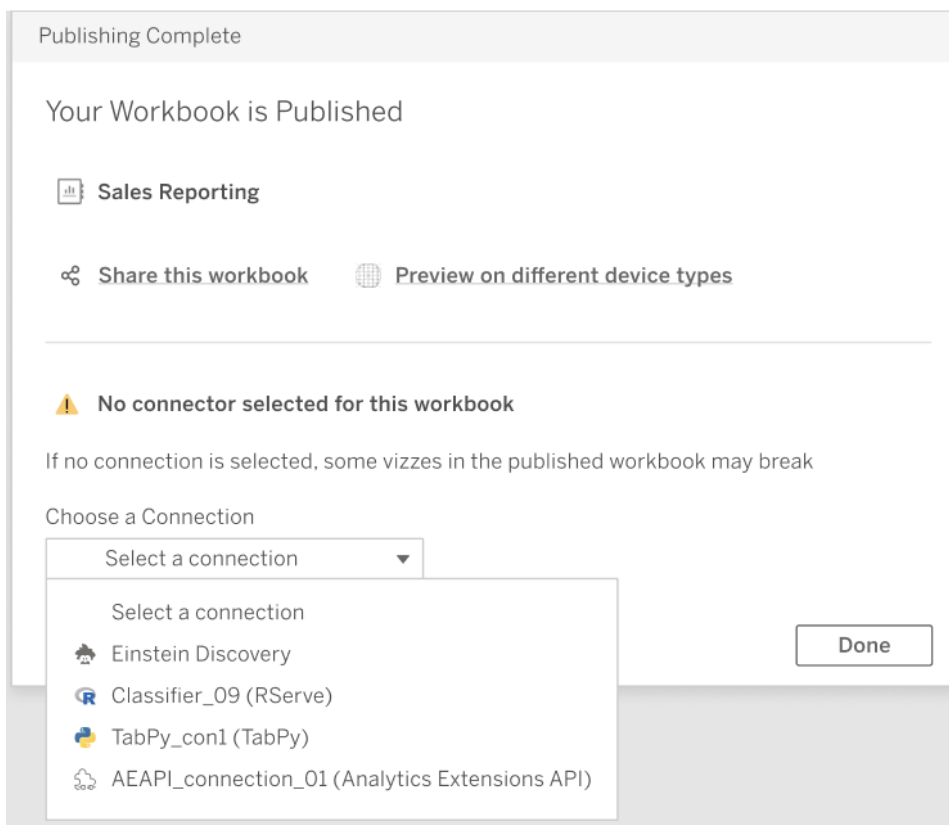 Publishing Complete
Your Workbook is Published
Sales Reporting
Share this workbook Preview on different device types
No connector selected for this workbook
If no connection is selected, some vizzes in the published workbook may break
Choose a Connection
Select a connection
Select a connection
Einstein Discovery
Done
Classifier_09 (RServe)
TabPy_con1 (TabPy)
AEAPI_connection_01 (Analytics Extensions API)